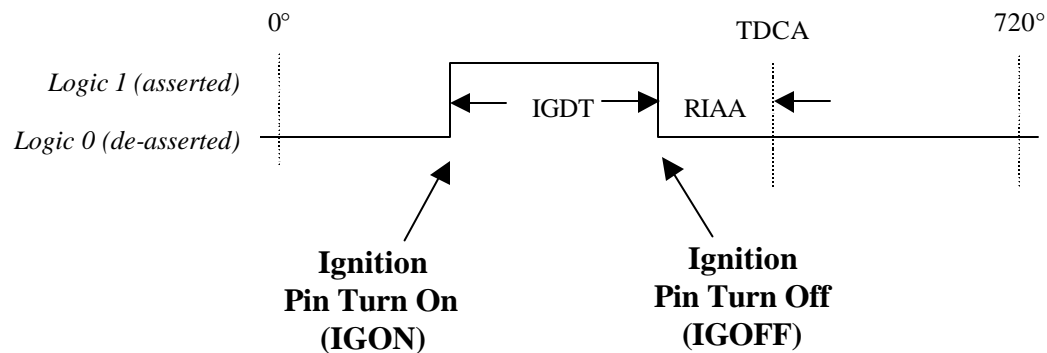 0° TDCA 720°
Logic 1 (asserted)
IGDT RIAA
Logic 0 (de-asserted)
Ignition
Pin Turn On
(IGON)
Ignition
Pin Turn Off
(IGOFF)